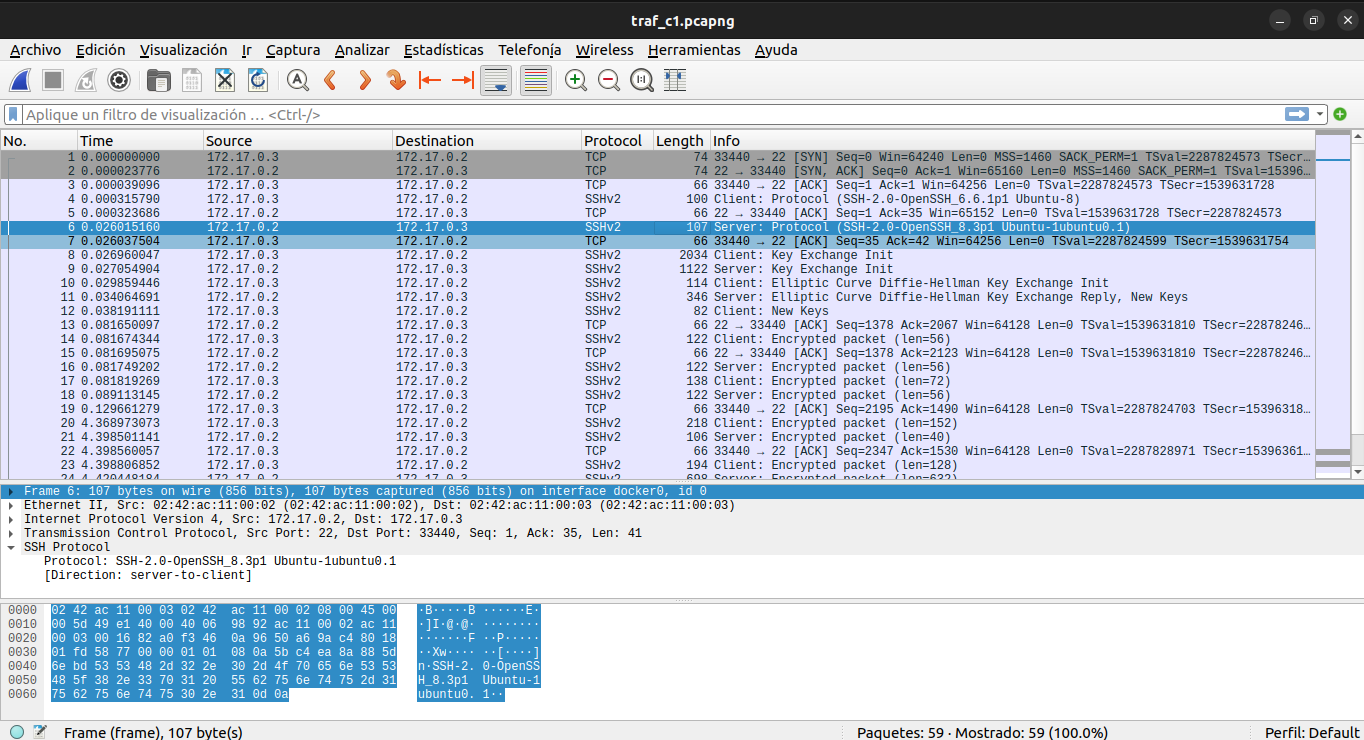 traf_c1.pcapng
Archivo Edición Visualización Ir Captura Analizar Estadísticas Telefonía Wireless Herramientas Ayuda
Aplique un filtro de visualización … <Ctrl-/>
No. Time Source Destination Protocol Length Info
1 0.000000000 172.17.0.3 172.17.0.2 TCP 74 33440 → 22 [SYN] Seq=0 Win=64240 Len=0 MSS=1460 SACK_PERM=1 TSval=2287824573 TSecr…
2 0.000023776 172.17.0.2 172.17.0.3 TCP 74 22 → 33440 [SYN, ACK] Seq=0 Ack=1 Win=65160 Len=0 MSS=1460 SACK_PERM=1 TSval=15396…
3 0.000039096 172.17.0.3 172.17.0.2 TCP 66 33440 → 22 [ACK] Seq=1 Ack=1 Win=64256 Len=0 TSval=2287824573 TSecr=1539631728
4 0.000315790 172.17.0.3 172.17.0.2 SSHv2 100 Client: Protocol (SSH-2.0-OpenSSH_6.6.1p1 Ubuntu-8)
5 0.000323686 172.17.0.2 172.17.0.3 TCP 66 22 → 33440 [ACK] Seq=1 Ack=35 Win=65152 Len=0 TSval=1539631728 TSecr=2287824573
6 0.026015160 172.17.0.2 172.17.0.3 SSHv2 107 Server: Protocol (SSH-2.0-OpenSSH_8.3p1 Ubuntu-1ubuntu0.1)
7 0.026037504 172.17.0.3 172.17.0.2 TCP 66 33440 → 22 [ACK] Seq=35 Ack=42 Win=64256 Len=0 TSval=2287824599 TSecr=1539631754
8 0.026960047 172.17.0.3 172.17.0.2 SSHv2 2034 Client: Key Exchange Init
9 0.027054904 172.17.0.2 172.17.0.3 SSHv2 1122 Server: Key Exchange Init
10 0.029859446 172.17.0.3 172.17.0.2 SSHv2 114 Client: Elliptic Curve Diffie-Hellman Key Exchange Init
11 0.034064691 172.17.0.2 172.17.0.3 SSHv2 346 Server: Elliptic Curve Diffie-Hellman Key Exchange Reply, New Keys
12 0.038191111 172.17.0.3 172.17.0.2 SSHv2 82 Client: New Keys
13 0.081650097 172.17.0.2 172.17.0.3 TCP 66 22 → 33440 [ACK] Seq=1378 Ack=2067 Win=64128 Len=0 TSval=1539631810 TSecr=22878246…
14 0.081674344 172.17.0.3 172.17.0.2 SSHv2 122 Client: Encrypted packet (len=56)
15 0.081695075 172.17.0.2 172.17.0.3 TCP 66 22 → 33440 [ACK] Seq=1378 Ack=2123 Win=64128 Len=0 TSval=1539631810 TSecr=22878246…
16 0.081749202 172.17.0.2 172.17.0.3 SSHv2 122 Server: Encrypted packet (len=56)
17 0.081819269 172.17.0.3 172.17.0.2 SSHv2 138 Client: Encrypted packet (len=72)
18 0.089113145 172.17.0.2 172.17.0.3 SSHv2 122 Server: Encrypted packet (len=56)
19 0.129661279 172.17.0.3 172.17.0.2 TCP 66 33440 → 22 [ACK] Seq=2195 Ack=1490 Win=64128 Len=0 TSval=2287824703 TSecr=15396318…
20 4.368973073 172.17.0.3 172.17.0.2 SSHv2 218 Client: Encrypted packet (len=152)
21 4.398501141 172.17.0.2 172.17.0.3 SSHv2 106 Server: Encrypted packet (len=40)
22 4.398560057 172.17.0.3 172.17.0.2 TCP 66 33440 → 22 [ACK] Seq=2347 Ack=1530 Win=64128 Len=0 TSval=2287828971 TSecr=15396361…
23 4.398806852 172.17.0.3 172.17.0.2 SSHv2 194 Client: Encrypted packet (len=128)
Frame 6: 107 bytes on wire (856 bits), 107 bytes captured (856 bits) on interface docker0, id 0
Ethernet II, Src: 02:42:ac:11:00:02 (02:42:ac:11:00:02), Dst: 02:42:ac:11:00:03 (02:42:ac:11:00:03)
Internet Protocol Version 4, Src: 172.17.0.2, Dst: 172.17.0.3
Transmission Control Protocol, Src Port: 22, Dst Port: 33440, Seq: 1, Ack: 35, Len: 41
SSH Protocol
Protocol: SSH-2.0-OpenSSH_8.3p1 Ubuntu-1ubuntu0.1
[Direction: server-to-client]
0000 02 42 ac 11 00 03 02 42 ac 11 00 02 08 00 45 00 ·B·····B ······E·
0010 00 5d 49 e1 40 00 40 06 98 92 ac 11 00 02 ac 11 ·]I·@·@· ········
0020 00 03 00 16 82 a0 f3 46 0a 96 50 a6 9a c4 80 18 ·······F ··P·····
0030 01 fd 58 77 00 00 01 01 08 0a 5b c4 ea 8a 88 5d ··Xw···· ··[····]
0040 6e bd 53 53 48 2d 32 2e 30 2d 4f 70 65 6e 53 53 n·SSH-2. 0-OpenSS
0050 48 5f 38 2e 33 70 31 20 55 62 75 6e 74 75 2d 31 H_8.3p1 Ubuntu-1
0060 75 62 75 6e 74 75 30 2e 31 0d 0a ubuntu0. 1··
Frame (frame), 107 byte(s) Paquetes: 59 · Mostrado: 59 (100.0%) Perfil: Default